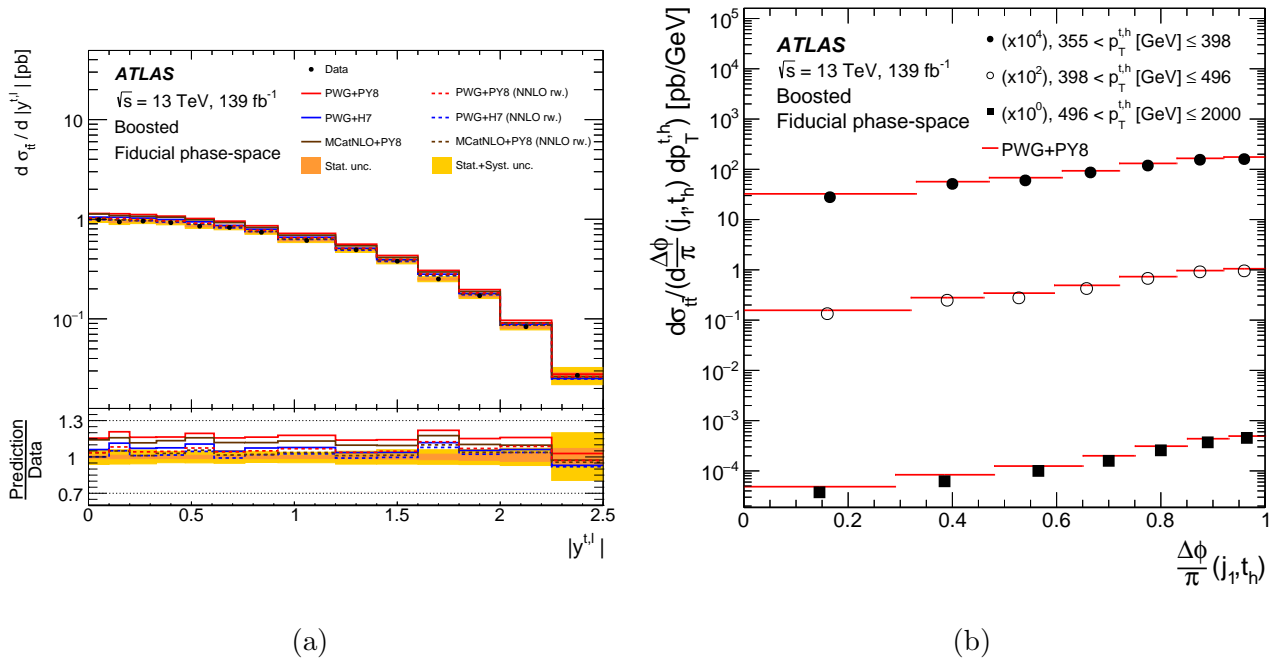 ATLAS
√s = 13 TeV, 139 fb⁻¹
Boosted
Fiducial phase-space
Data
PWG+PY8
PWG+PY8 (NNLO rw.)
PWG+H7
PWG+H7 (NNLO rw.)
MCatNLO+PY8
MCatNLO+PY8 (NNLO rw.)
Stat. unc.
Stat.+Syst. unc.
d σ_{tt̄} / d |y^{t,l}| [pb]
10
1
10⁻¹
Prediction
Data
1.3
1
0.7
0 0.5 1 1.5 2 2.5
|y^{t,l}|
(a)
ATLAS
√s = 13 TeV, 139 fb⁻¹
Boosted
Fiducial phase-space
(x10⁴), 355 < p_T^{t,h} [GeV] ≤ 398
(x10²), 398 < p_T^{t,h} [GeV] ≤ 496
(x10⁰), 496 < p_T^{t,h} [GeV] ≤ 2000
PWG+PY8
dσ_{tt̄}/(d Δφ/π (j₁,t_h) dp_T^{t,h}) [pb/GeV]
10⁵
10⁴
10³
10²
10
1
10⁻¹
10⁻²
10⁻³
10⁻⁴
0 0.2 0.4 0.6 0.8 1
Δφ/π (j₁,t_h)
(b)